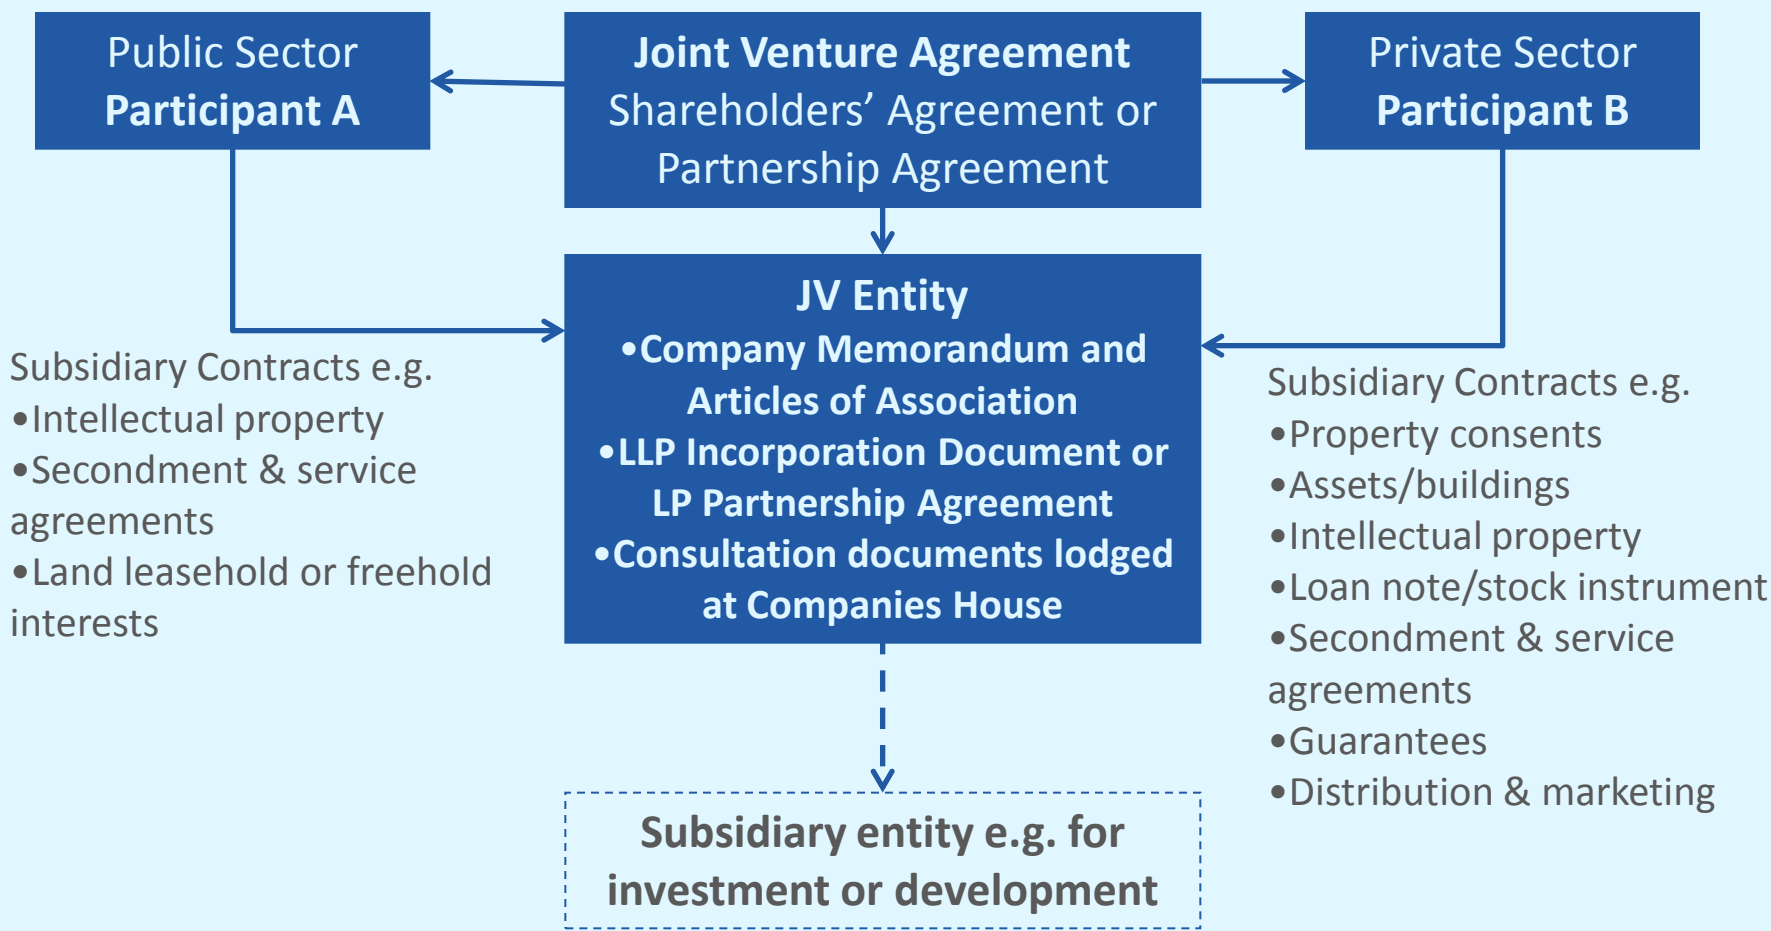 Public Sector
Participant A
Joint Venture Agreement
Shareholders’ Agreement or
Partnership Agreement
Private Sector
Participant B
JV Entity
•Company Memorandum and
Articles of Association
•LLP Incorporation Document or
LP Partnership Agreement
•Consultation documents lodged
at Companies House
Subsidiary Contracts e.g.
•Intellectual property
•Secondment & service
agreements
•Land leasehold or freehold
interests
Subsidiary Contracts e.g.
•Property consents
•Assets/buildings
•Intellectual property
•Loan note/stock instrument
•Secondment & service
agreements
•Guarantees
•Distribution & marketing
Subsidiary entity e.g. for
investment or development